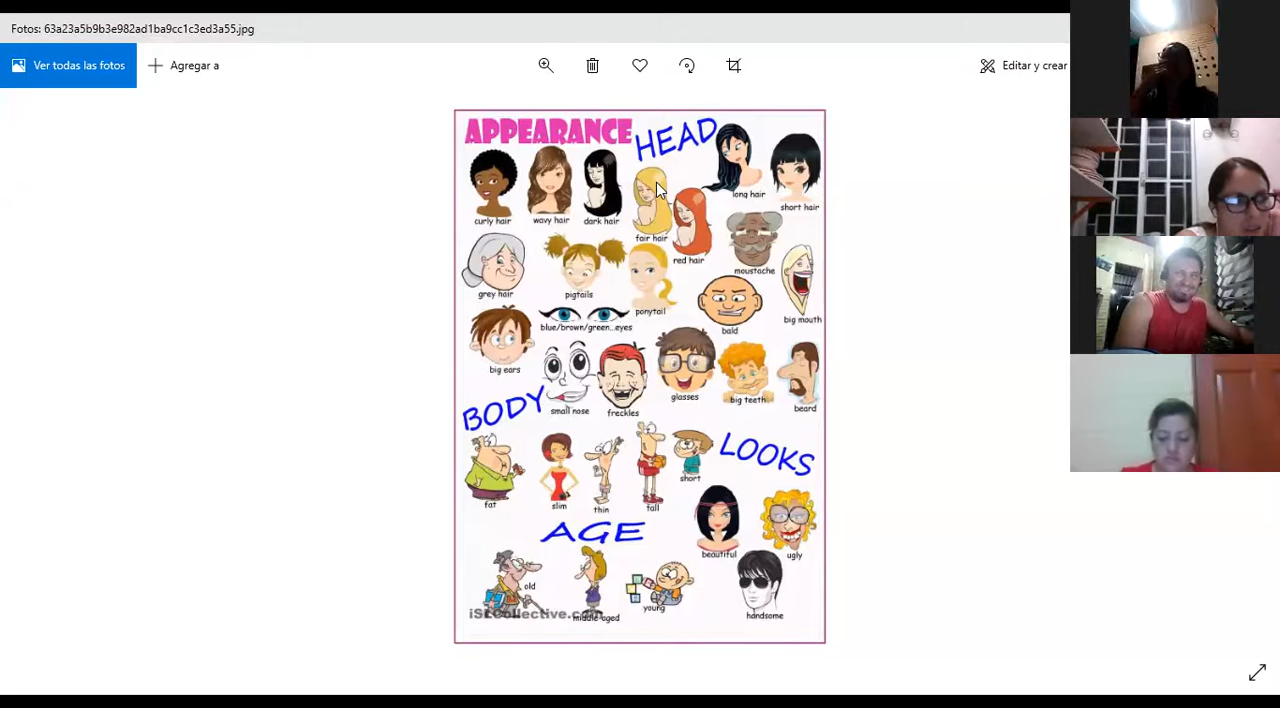 Fotos: 63a23a5b9b3e982ad1ba9cc1c3ed3a55.jpg
Ver todas las fotos
Agregar a
Editar y crear
APPEARANCE
HEAD
curly hair
wavy hair
dark hair
fair hair
red hair
long hair
short hair
grey hair
pigtails
ponytail
moustache
big mouth
blue/brown/green...eyes
bald
big ears
small nose
freckles
glasses
big teeth
beard
BODY
LOOKS
fat
slim
thin
tall
short
beautiful
ugly
AGE
old
middle-aged
young
handsome
iSLCollective.com